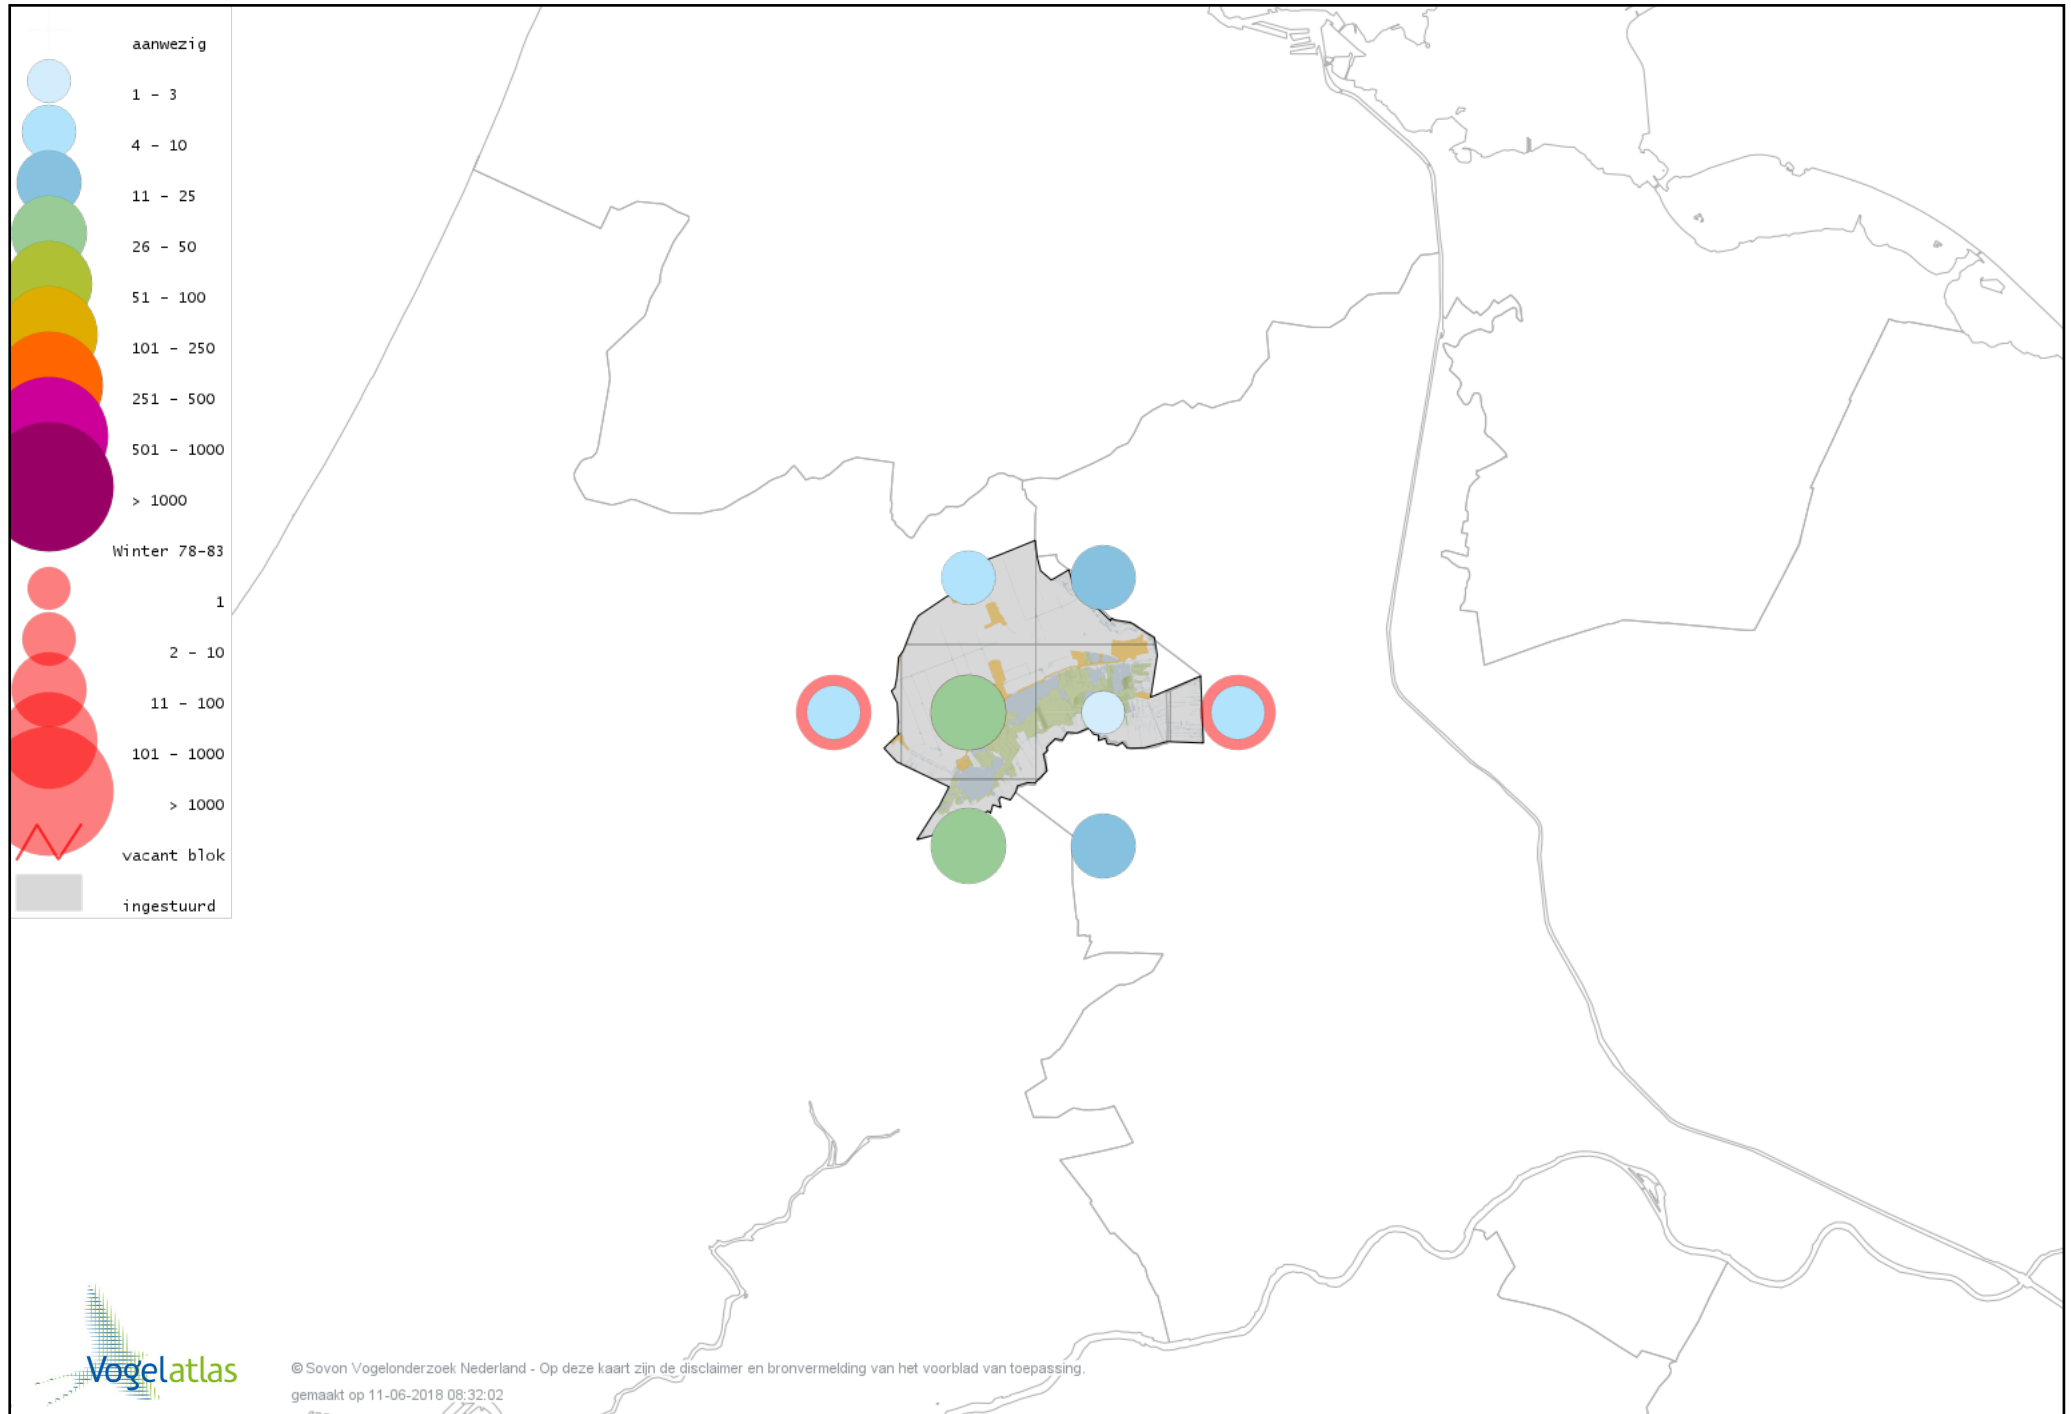 aanwezig
1 - 3
4 - 10
11 - 25
26 - 50
51 - 100
101 - 250
251 - 500
501 - 1000
> 1000
Winter 78-83
1
2 - 10
11 - 100
101 - 1000
> 1000
vacant blok
ingestuurd
Vogelatlas
© Sovon Vogelonderzoek Nederland - Op deze kaart zijn de disclaimer en bronvermelding van het voorblad van toepassing.
gemaakt op 11-06-2018 08:32:02